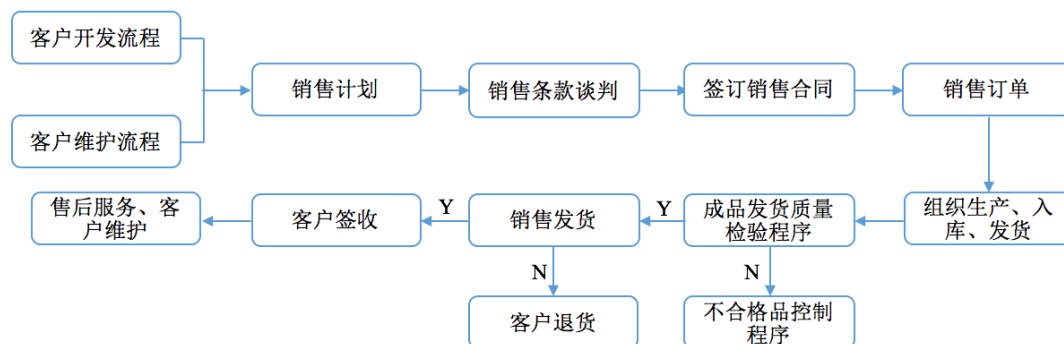 客户开发流程
客户维护流程
销售计划
销售条款谈判
签订销售合同
销售订单
组织生产、入
库、发货
成品发货质量
检验程序
Y
N
不合格品控制
程序
销售发货
Y
N
客户退货
客户签收
售后服务、客
户维护